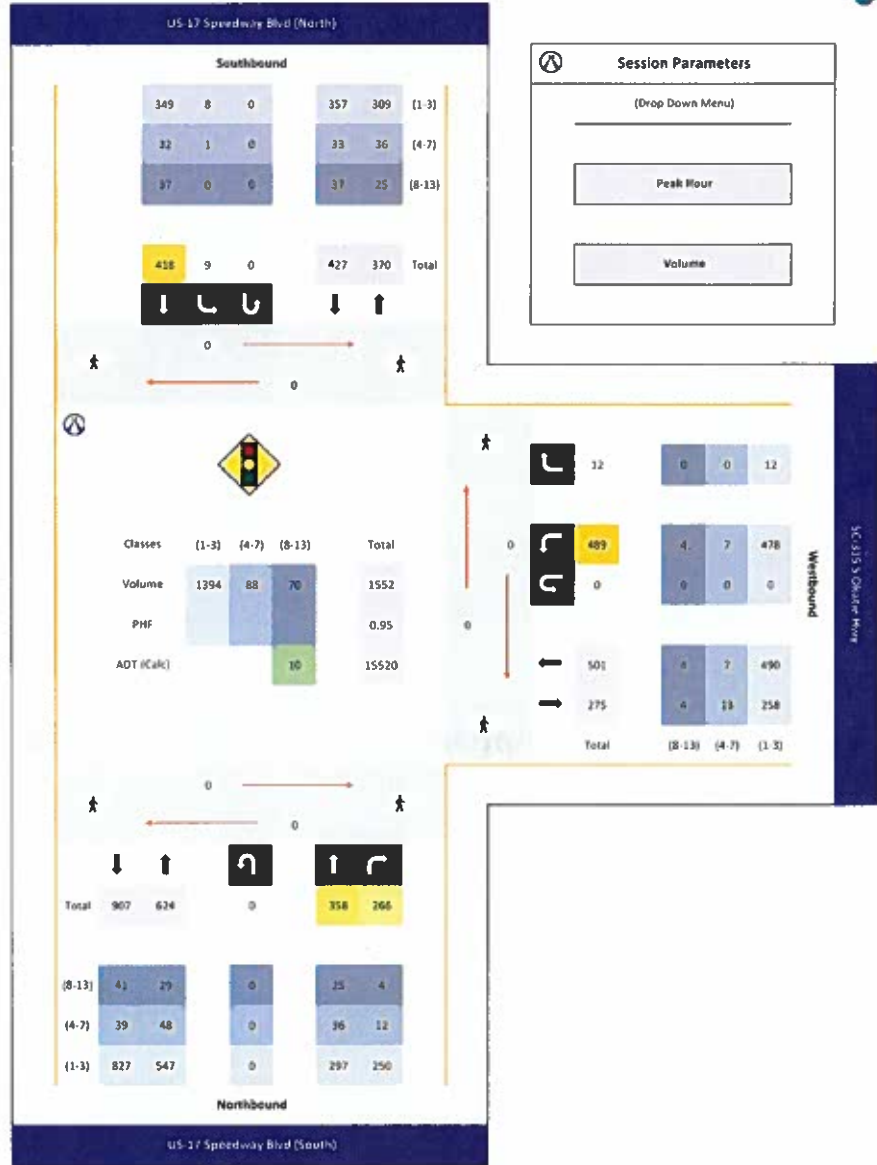 US-17 Speedway Blvd (North)
Southbound
349 8 0 357 309 (1-3)
32 1 0 33 36 (4-7)
37 0 0 37 25 (8-13)
418 9 0 427 370 Total
0
0
Session Parameters
(Drop Down Menu)
Peak Hour
Volume
12 0 0 12
Classes (1-3) (4-7) (8-13) Total
Volume 1394 88 70 1552
PHF 0.95
ADT (Calc) 10 15520
0
0
489 4 7 478
0 0 0 0
501 4 7 490
275 4 13 258
Total (8-13) (4-7) (1-3)
Westbound
0
0
Total 907 624 0 358 266
(8-13) 41 29 0 25 4
(4-7) 39 48 0 36 12
(1-3) 827 547 0 297 250
Northbound
US-17 Speedway Blvd (South)